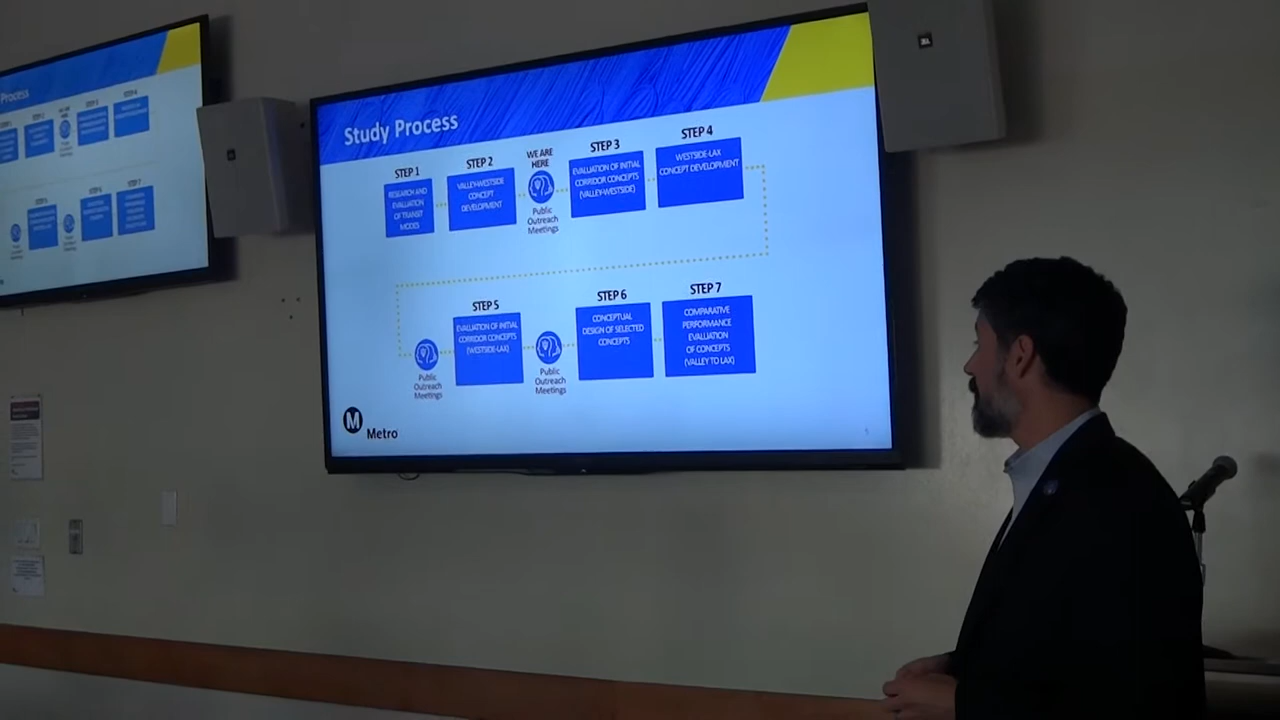 Study Process
STEP 1
RESEARCH AND
EVALUATION
OF TRANSIT
MODES
STEP 2
VALLEY-WESTSIDE
CONCEPT
DEVELOPMENT
WE ARE
HERE
Public
Outreach
Meetings
STEP 3
EVALUATION OF INITIAL
CORRIDOR CONCEPTS
(VALLEY-WESTSIDE)
STEP 4
WESTSIDE-LAX
CONCEPT DEVELOPMENT
Public
Outreach
Meetings
STEP 5
EVALUATION OF INITIAL
CORRIDOR CONCEPTS
(WESTSIDE-LAX)
Public
Outreach
Meetings
STEP 6
CONCEPTUAL
DESIGN OF SELECTED
CONCEPTS
STEP 7
COMPARATIVE
PERFORMANCE
EVALUATION
OF CONCEPTS
(VALLEY TO LAX)
M
Metro
Process
WE ARE
HERE